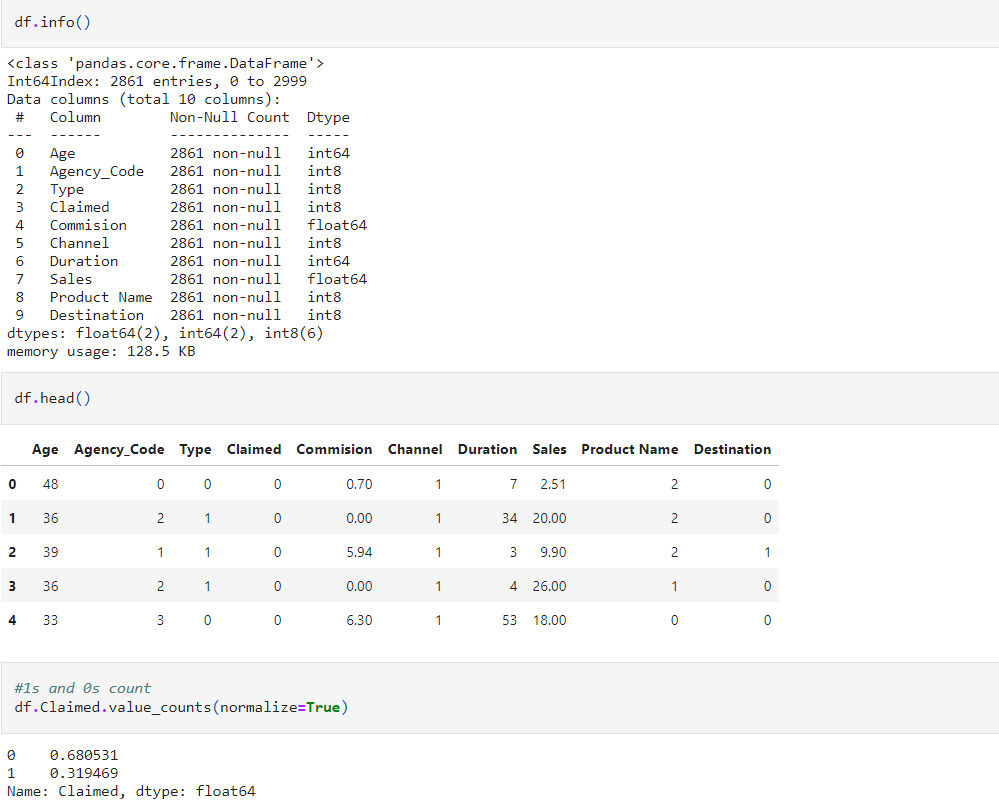 df.info()
<class 'pandas.core.frame.DataFrame'>
Int64Index: 2861 entries, 0 to 2999
Data columns (total 10 columns):
 #   Column        Non-Null Count  Dtype
---  ------        --------------  -----
 0   Age           2861 non-null   int64
 1   Agency_Code   2861 non-null   int8
 2   Type          2861 non-null   int8
 3   Claimed       2861 non-null   int8
 4   Commision     2861 non-null   float64
 5   Channel       2861 non-null   int8
 6   Duration      2861 non-null   int64
 7   Sales         2861 non-null   float64
 8   Product Name  2861 non-null   int8
 9   Destination   2861 non-null   int8
dtypes: float64(2), int64(2), int8(6)
memory usage: 128.5 KB
df.head()
Age Agency_Code Type Claimed Commision Channel Duration Sales Product Name Destination
0 48 0 0 0 0.70 1 7 2.51 2 0
1 36 2 1 0 0.00 1 34 20.00 2 0
2 39 1 1 0 5.94 1 3 9.90 2 1
3 36 2 1 0 0.00 1 4 26.00 1 0
4 33 3 0 0 6.30 1 53 18.00 0 0
#1s and 0s count
df.Claimed.value_counts(normalize=True)
0    0.680531
1    0.319469
Name: Claimed, dtype: float64